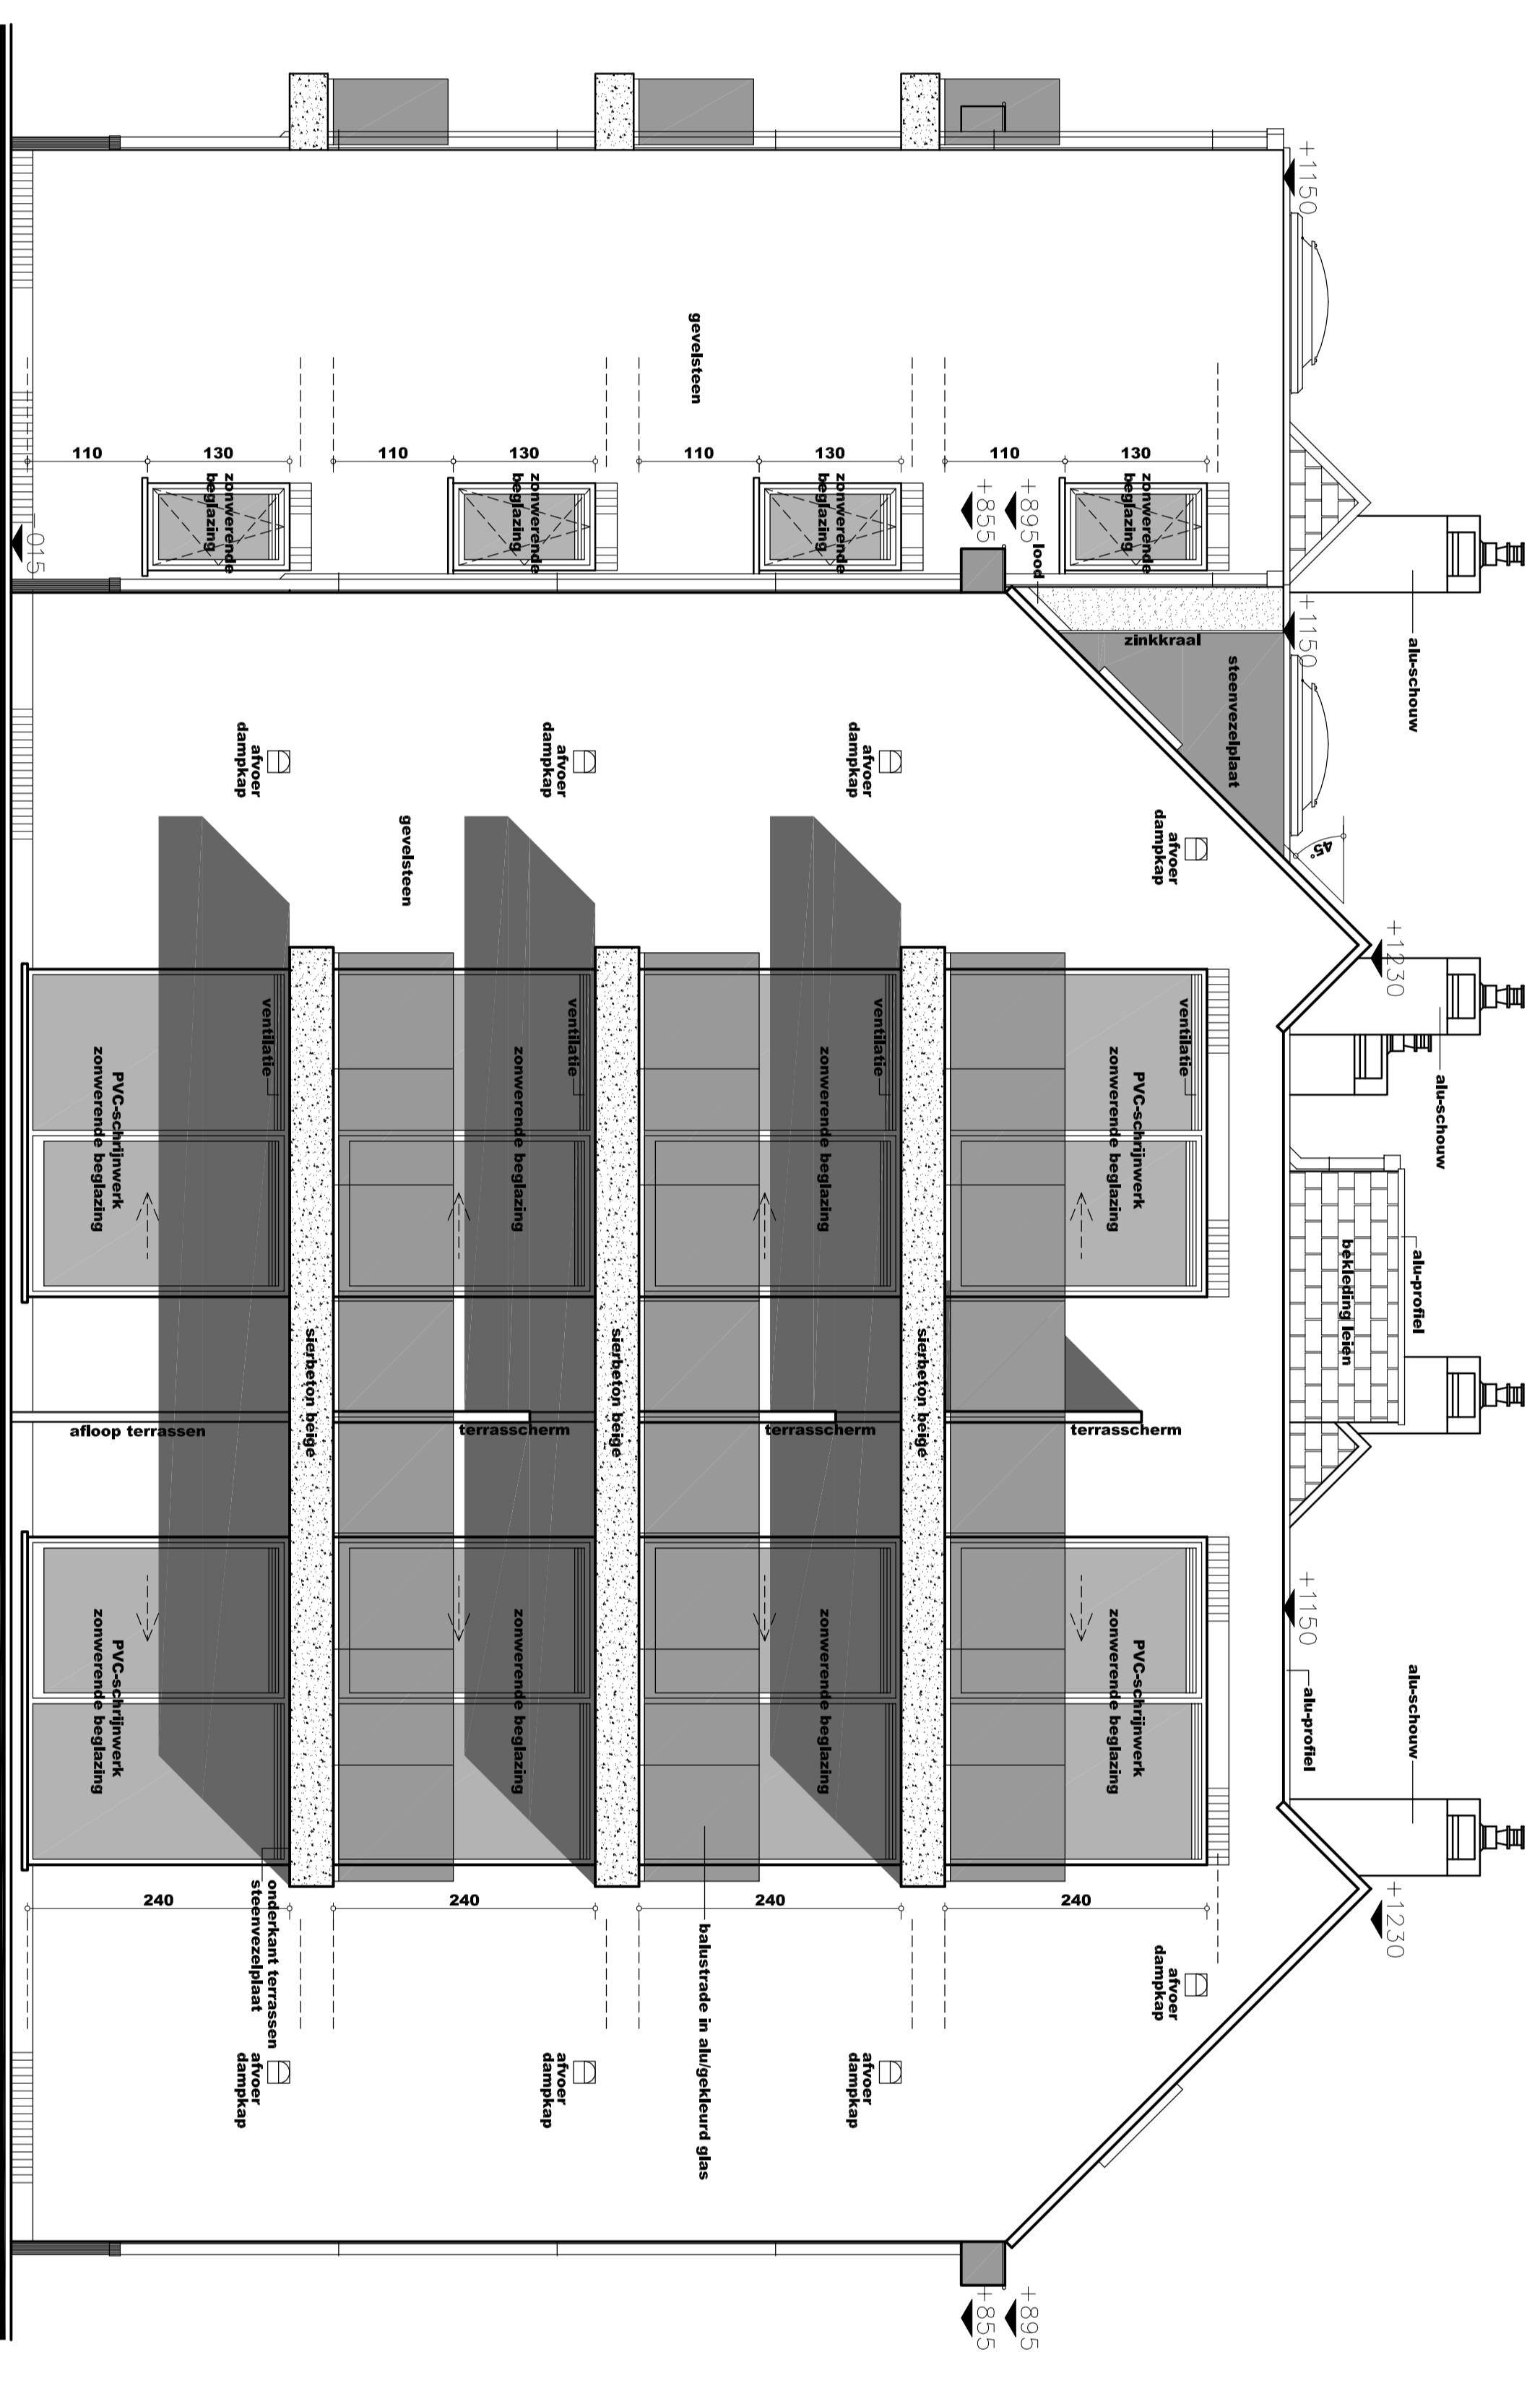 alu-schouw
alu-schouw
alu-profiel
bekleding leien
alu-schouw
alu-profiel
+1150
+1150
45°
+1230
+1150
+1230
steenvezelplaat
zinkkraal
lood
+895
+855
+895
+855
130
110
130
110
130
110
130
110
zonwerende
beglazing
zonwerende
beglazing
zonwerende
beglazing
zonwerende
beglazing
gevelsteen
gevelsteen
-015
afvoer
dampkap
afvoer
dampkap
afvoer
dampkap
afvoer
dampkap
ventilatie
PVC-schrijnwerk
zonwerende beglazing
terrasscherm
PVC-schrijnwerk
zonwerende beglazing
240
afvoer
dampkap
sierbeton beige
ventilatie
zonwerende beglazing
terrasscherm
zonwerende beglazing
240
afvoer
dampkap
balustrade in alu/gekleurd glas
sierbeton beige
ventilatie
zonwerende beglazing
terrasscherm
zonwerende beglazing
240
afvoer
dampkap
sierbeton beige
ventilatie
PVC-schrijnwerk
zonwerende beglazing
afloop terrassen
PVC-schrijnwerk
zonwerende beglazing
240
onderkant terrassen
steenvezelplaat
afvoer
dampkap